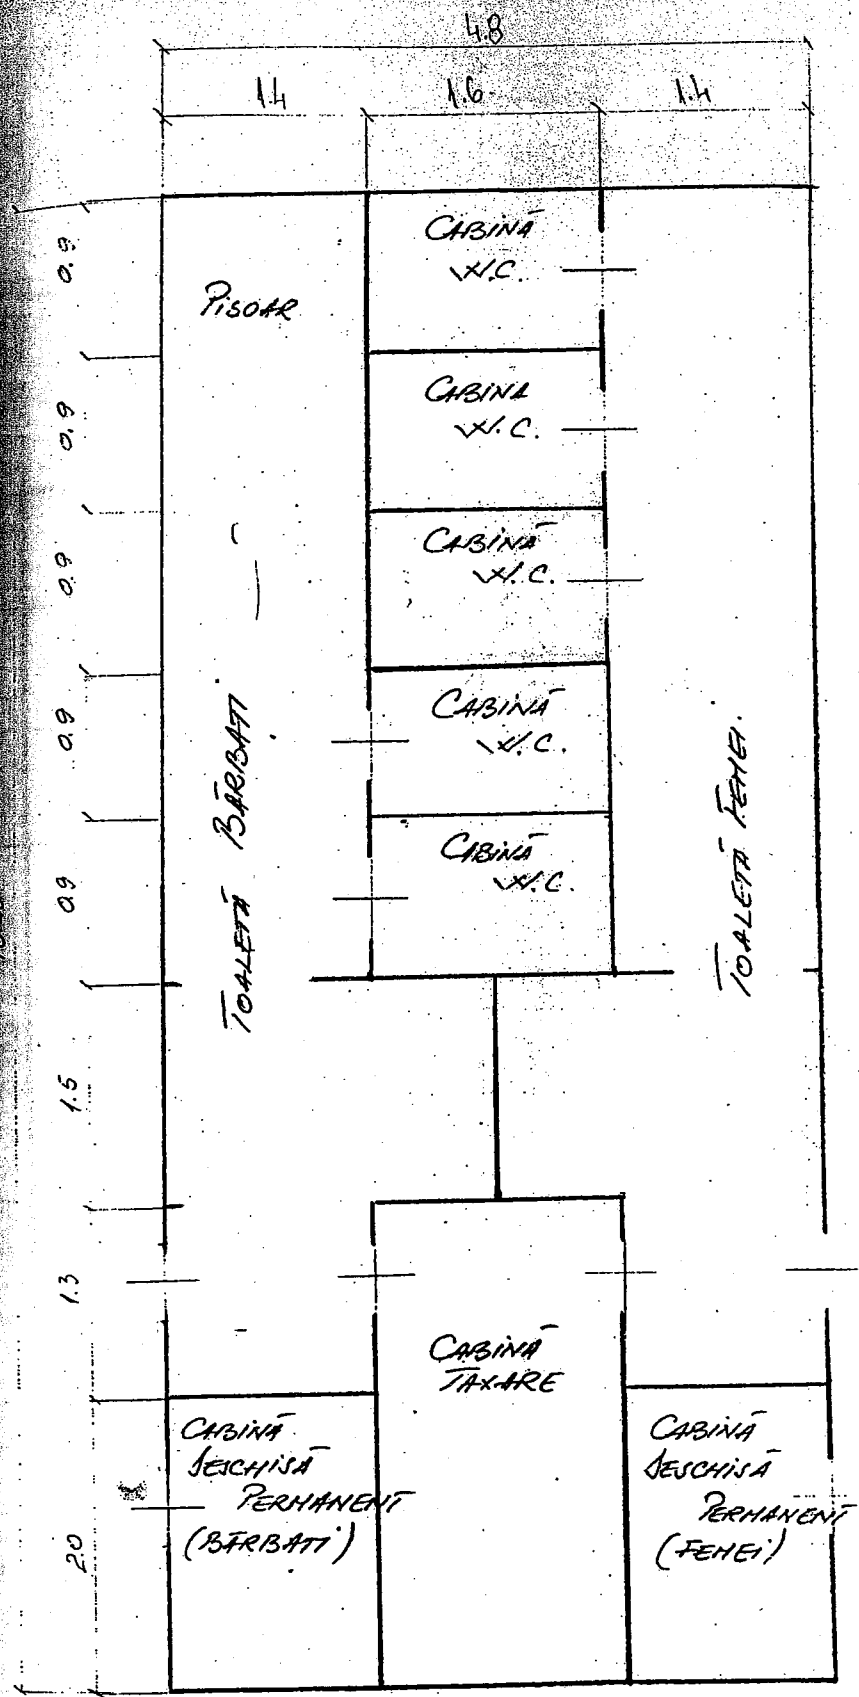 4.8
1.4 1.6 1.4
0.9
0.9
0.9
0.9
0.9
1.5
1.3
2.0
PISOAR
CABINĂ
W.C.
CABINA
W.C.
CABINĂ
W.C.
CABINĂ
W.C.
CABINĂ
W.C.
TOALETĂ BĂRBATI
TOALETĂ FEMEI.
CABINĂ
TAXARE
CABINĂ
DESCHISĂ
PERMANENT
(BĂRBATI)
CABINĂ
DESCHISĂ
PERMANENT
(FEMEI)